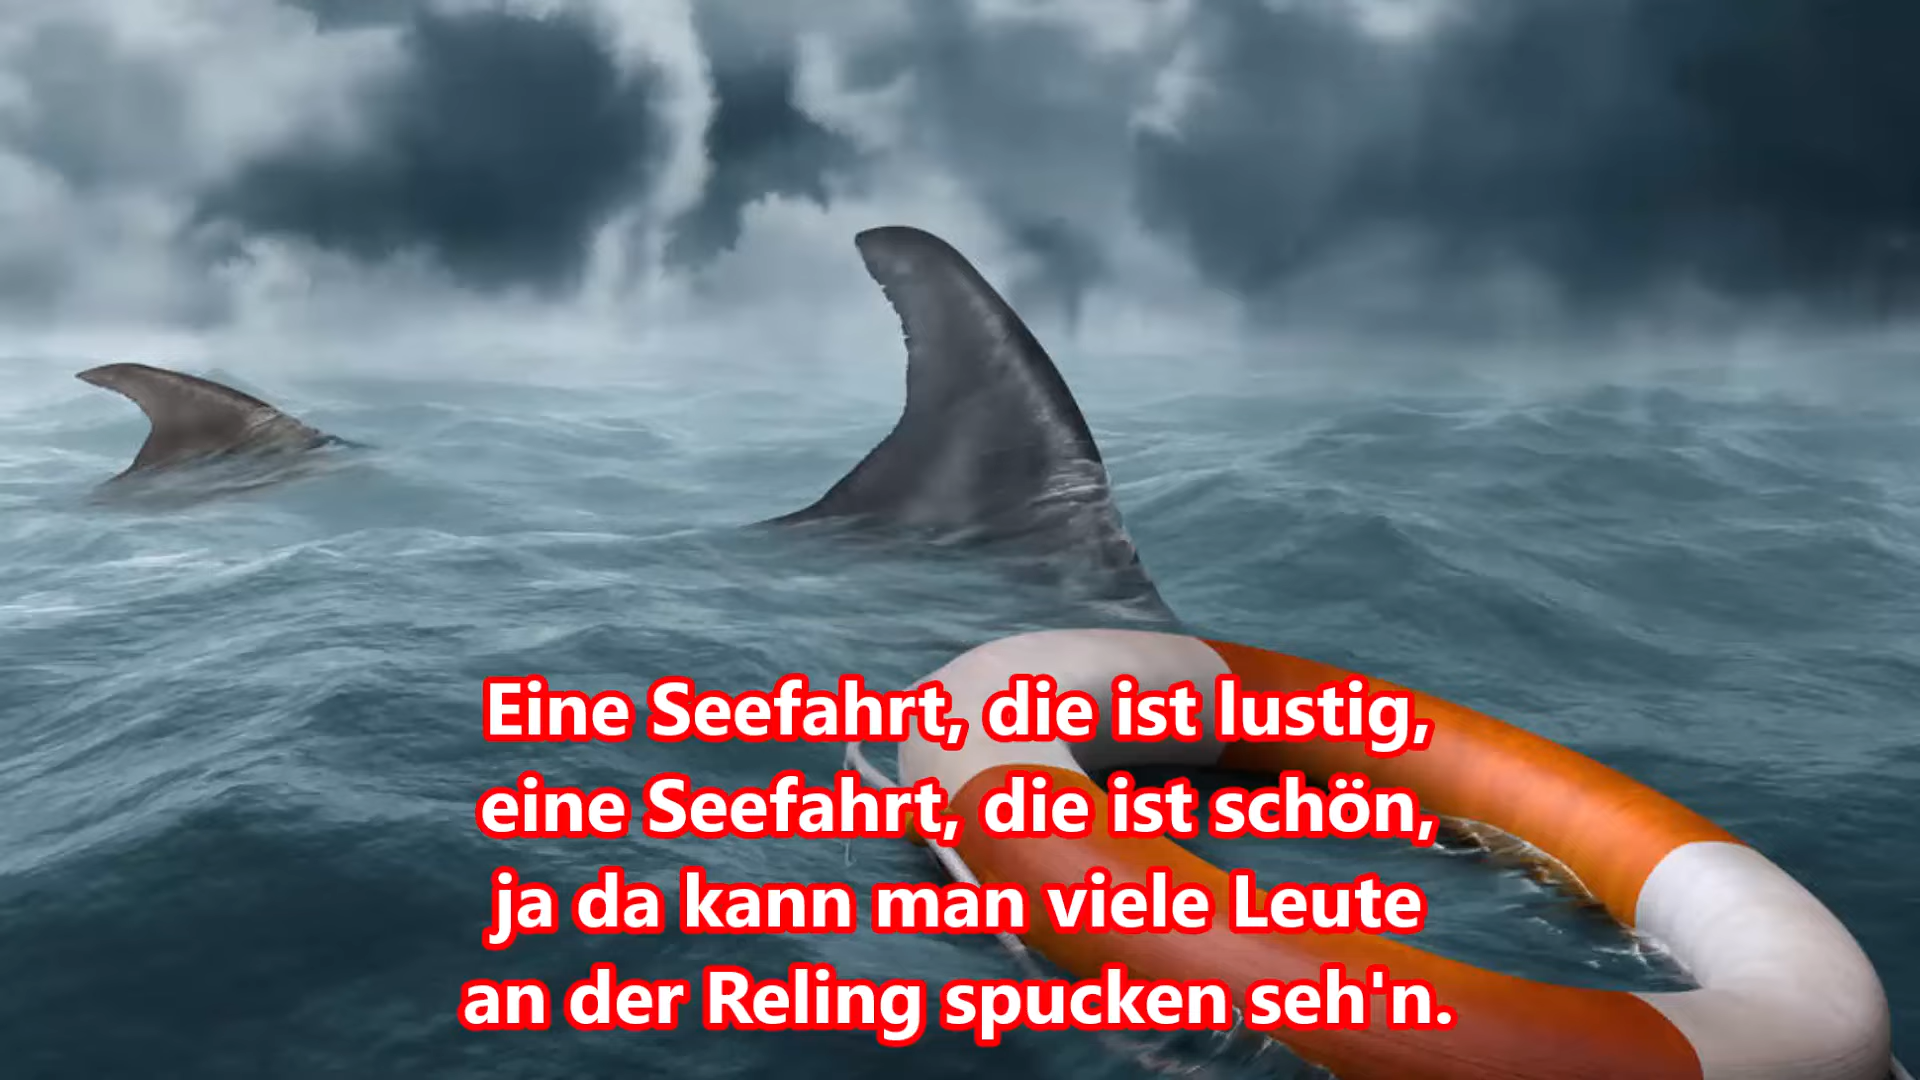 Eine Seefahrt, die ist lustig,
eine Seefahrt, die ist schön,
ja da kann man viele Leute
an der Reling spucken seh'n.